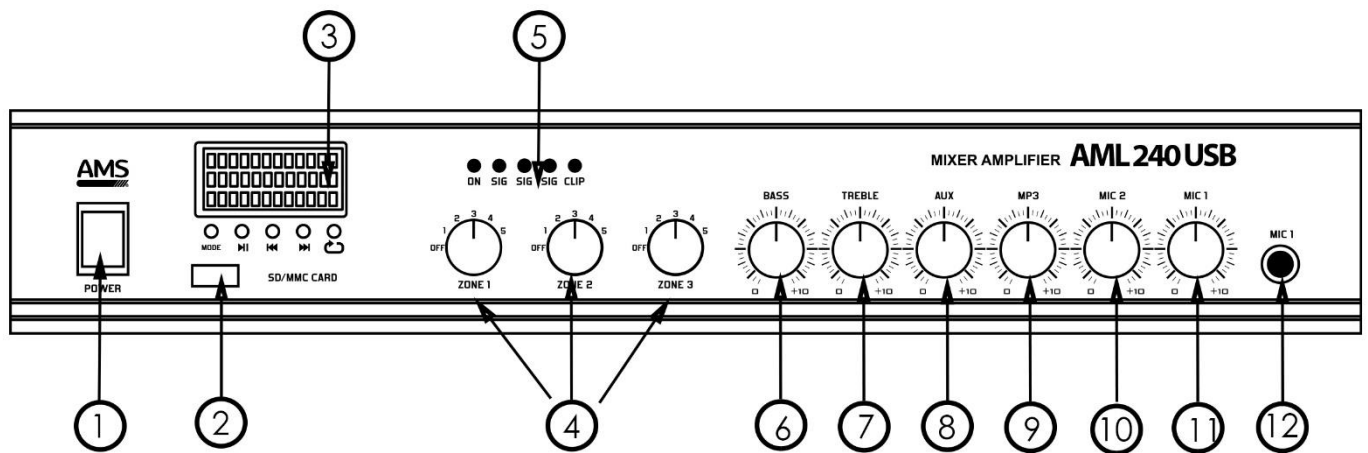 3
5
AMS
POWER
MODE
SD/MMC CARD
ON SIG SIG SIG CLIP
OFF 1 2 3 4 5
ZONE 1
OFF 1 2 3 4 5
ZONE 2
OFF 1 2 3 4 5
ZONE 3
MIXER AMPLIFIER AML 240 USB
BASS TREBLE AUX MP3 MIC 2 MIC 1
0 +10 0 +10 0 +10 0 +10 0 +10 0 +10
MIC 1
1 2 4 6 7 8 9 10 11 12